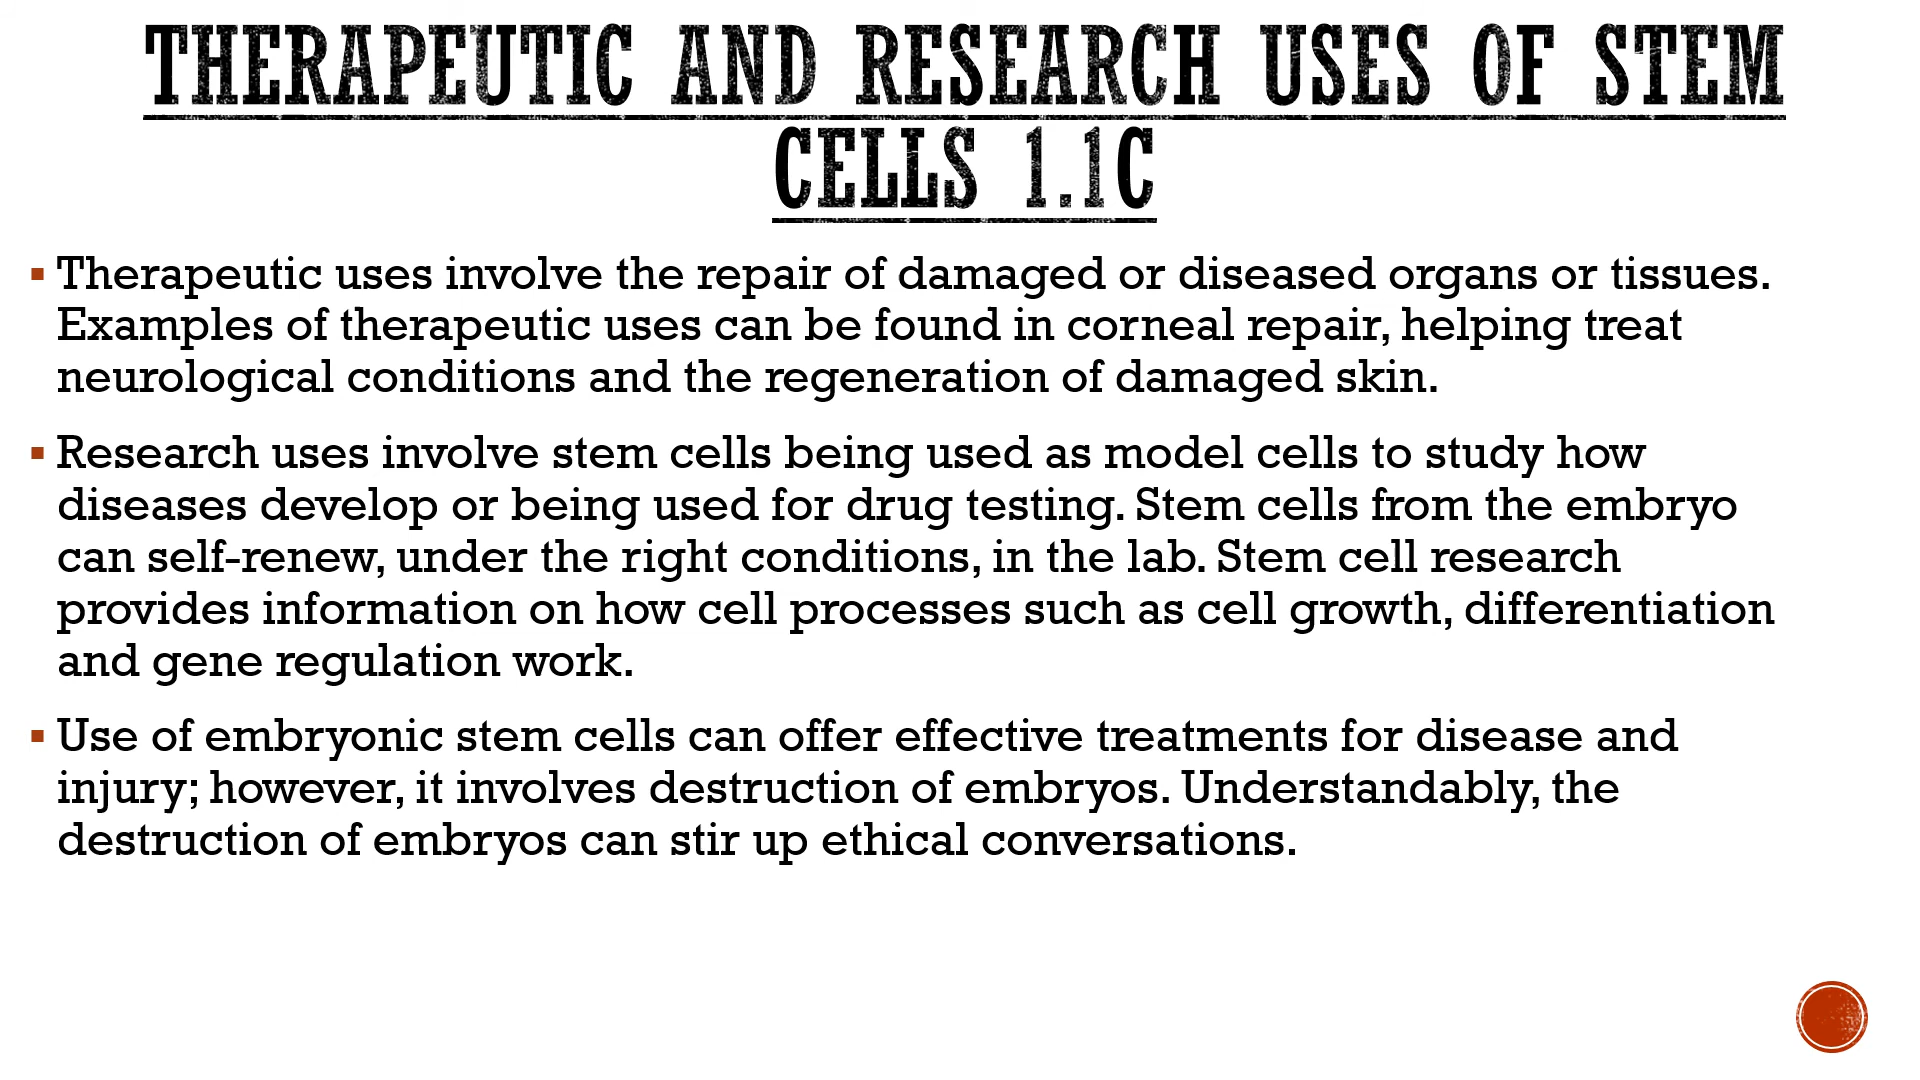 THERAPEUTIC AND RESEARCH USES OF STEM
CELLS 1.1C
▪ Therapeutic uses involve the repair of damaged or diseased organs or tissues.
Examples of therapeutic uses can be found in corneal repair, helping treat
neurological conditions and the regeneration of damaged skin.
▪ Research uses involve stem cells being used as model cells to study how
diseases develop or being used for drug testing. Stem cells from the embryo
can self-renew, under the right conditions, in the lab. Stem cell research
provides information on how cell processes such as cell growth, differentiation
and gene regulation work.
▪ Use of embryonic stem cells can offer effective treatments for disease and
injury; however, it involves destruction of embryos. Understandably, the
destruction of embryos can stir up ethical conversations.